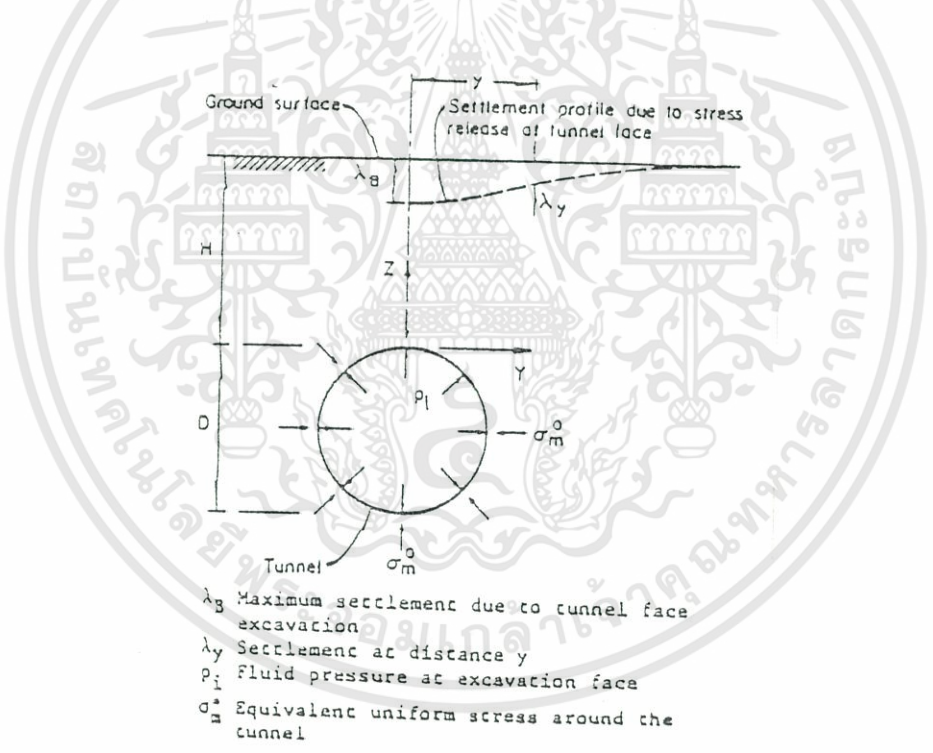 y
Ground surface
Settlement profile due to stress
release at tunnel face
λB
λy
H
Z
Y
Pi
D
σm°
Tunnel
σm°
λB Maximum settlement due to tunnel face
excavation
λy Settlement at distance y
Pi Fluid pressure at excavation face
σm° Equivalent uniform stress around the
tunnel